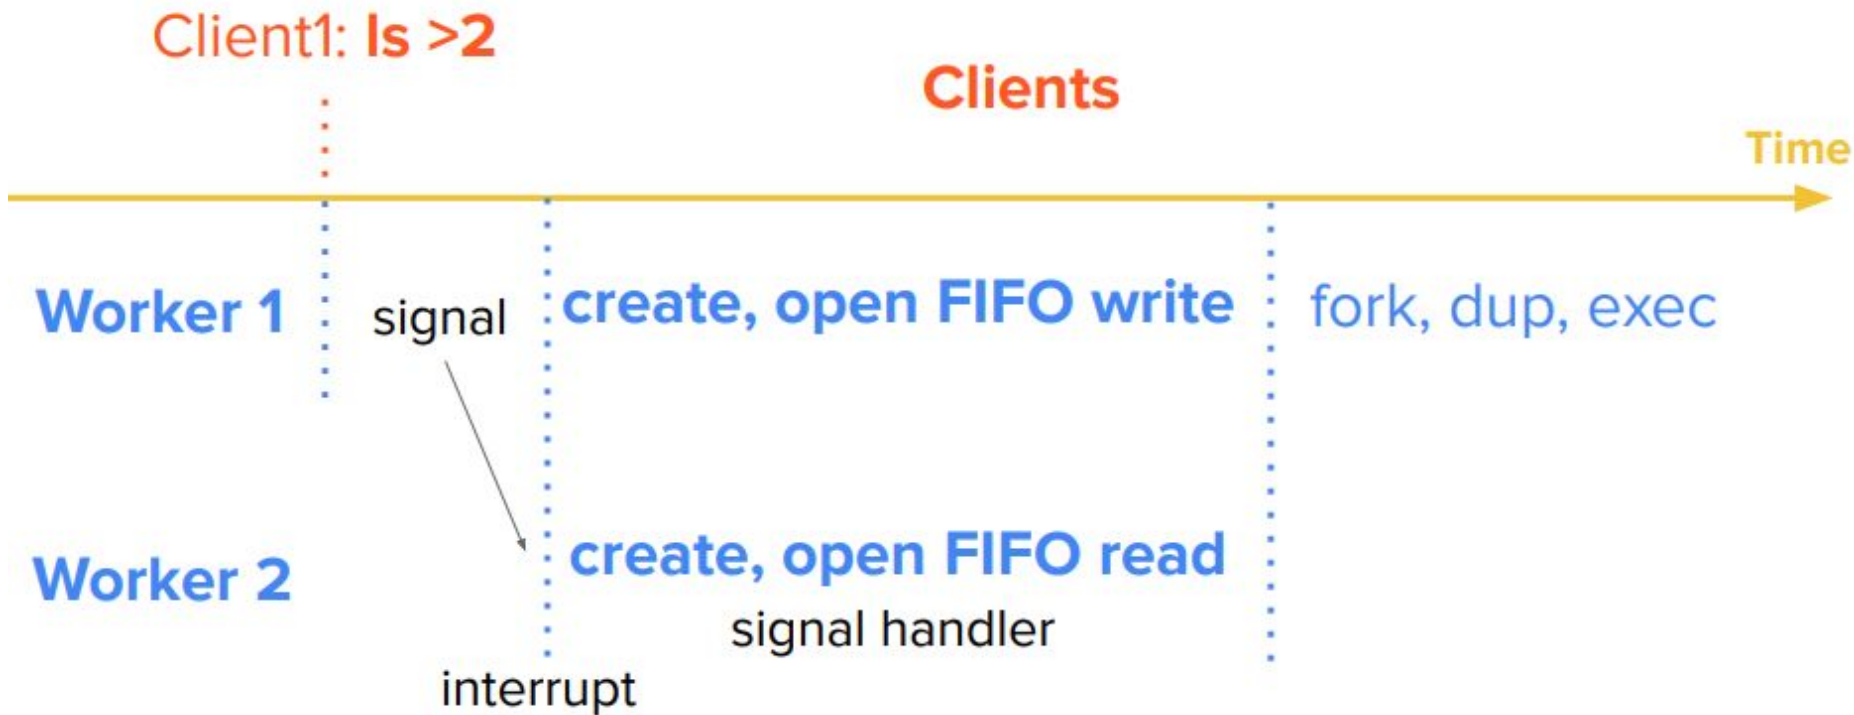 Client1: ls >2
Clients
Time
Worker 1
signal
create, open FIFO write
fork, dup, exec
Worker 2
create, open FIFO read
signal handler
interrupt